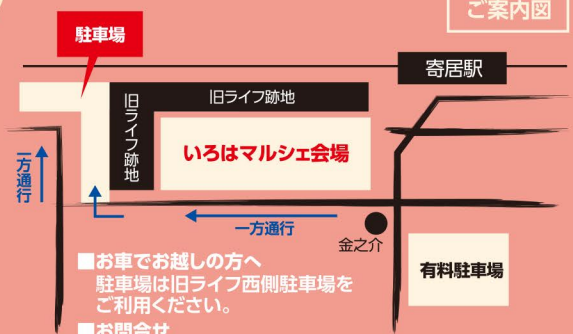 ご案内図
駐車場
寄居駅
旧ライフ跡地
旧ライフ跡地
いろはマルシェ会場
一方通行
一方通行
金之介
有料駐車場
■お車でお越しの方へ
駐車場は旧ライフ西側駐車場を
ご利用ください。
■お問合せ